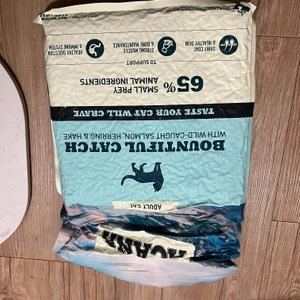 ACANA
ADULT CAT
BOUNTIFUL CATCH
WITH WILD-CAUGHT SALMON, HERRING & HAKE
TASTE YOUR CAT WILL CRAVE
65% SMALL PREY
ANIMAL INGREDIENTS
TO SUPPORT
SHINY COAT
& HEALTHY SKIN
STRONG MUSCLE
& BONE MAINTENANCE
HEALTHY DIGESTION
& IMMUNE SYSTEM